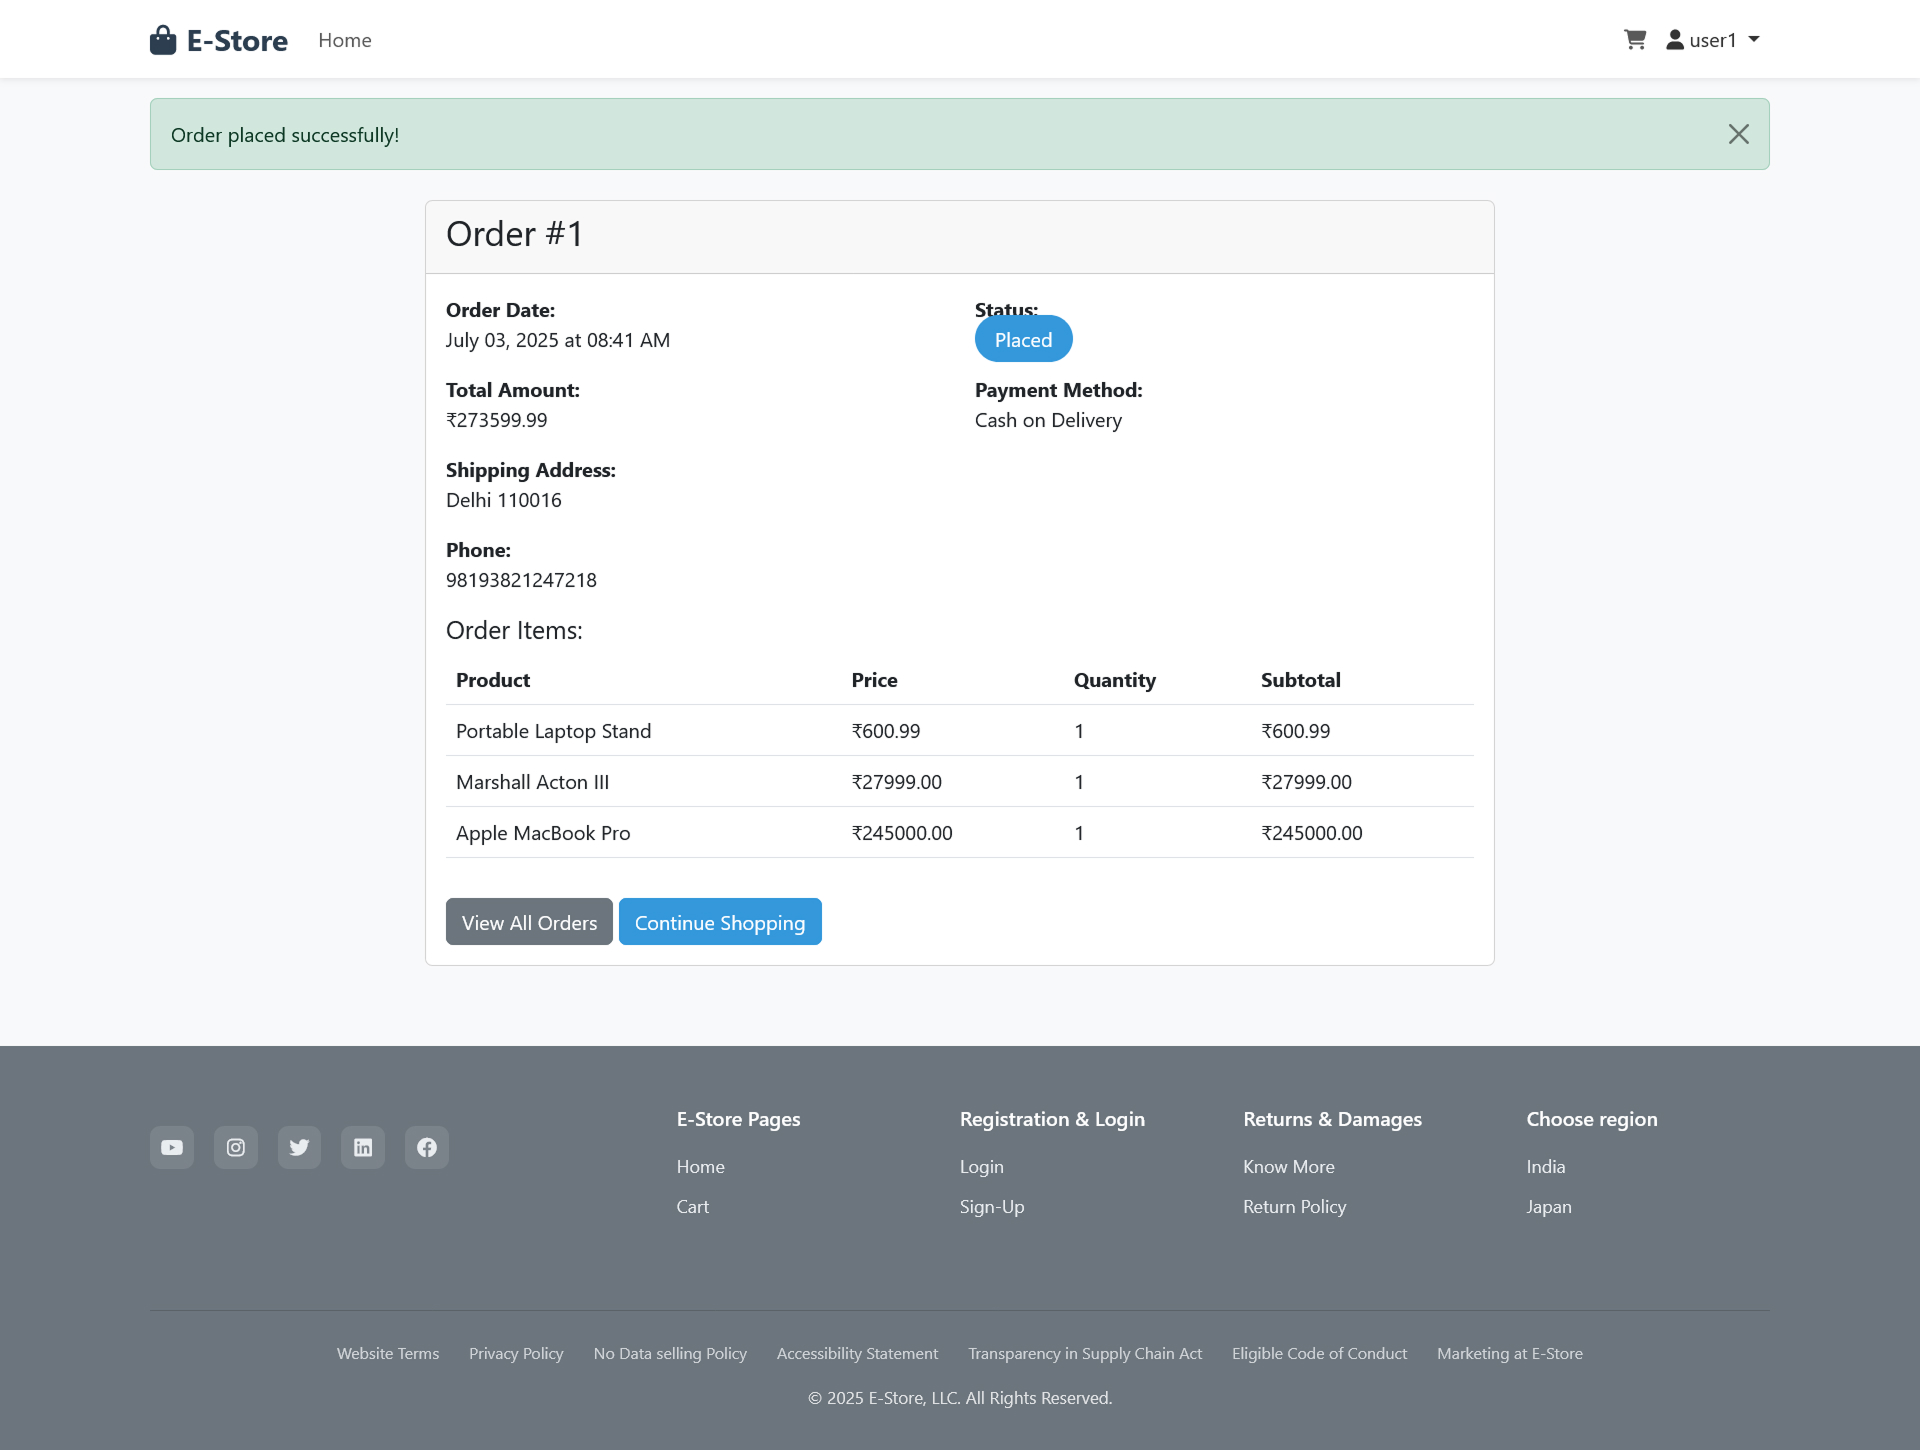 E-Store Home user1
Order placed successfully!
Order #1
Order Date: Status:
July 03, 2025 at 08:41 AM Placed
Total Amount: Payment Method:
₹273599.99 Cash on Delivery
Shipping Address:
Delhi 110016
Phone:
98193821247218
Order Items:
Product Price Quantity Subtotal
Portable Laptop Stand ₹600.99 1 ₹600.99
Marshall Acton III ₹27999.00 1 ₹27999.00
Apple MacBook Pro ₹245000.00 1 ₹245000.00
View All Orders Continue Shopping
E-Store Pages Registration & Login Returns & Damages Choose region
Home Login Know More India
Cart Sign-Up Return Policy Japan
Website Terms Privacy Policy No Data selling Policy Accessibility Statement Transparency in Supply Chain Act Eligible Code of Conduct Marketing at E-Store
© 2025 E-Store, LLC. All Rights Reserved.